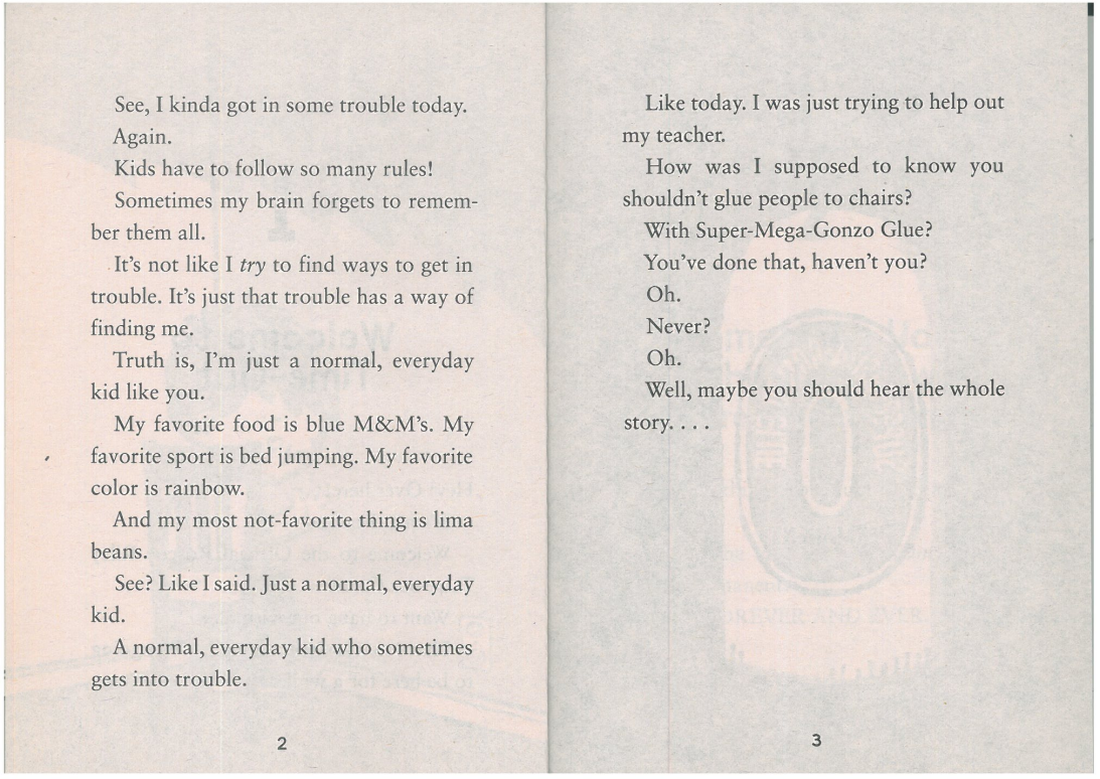 See, I kinda got in some trouble today.
Again.
Kids have to follow so many rules!
Sometimes my brain forgets to remem-
ber them all.
It's not like I try to find ways to get in
trouble. It's just that trouble has a way of
finding me.
Truth is, I'm just a normal, everyday
kid like you.
My favorite food is blue M&M's. My
favorite sport is bed jumping. My favorite
color is rainbow.
And my most not-favorite thing is lima
beans.
See? Like I said. Just a normal, everyday
kid.
A normal, everyday kid who sometimes
gets into trouble.
2
Like today. I was just trying to help out
my teacher.
How was I supposed to know you
shouldn't glue people to chairs?
With Super-Mega-Gonzo Glue?
You've done that, haven't you?
Oh.
Never?
Oh.
Well, maybe you should hear the whole
story. . . .
3